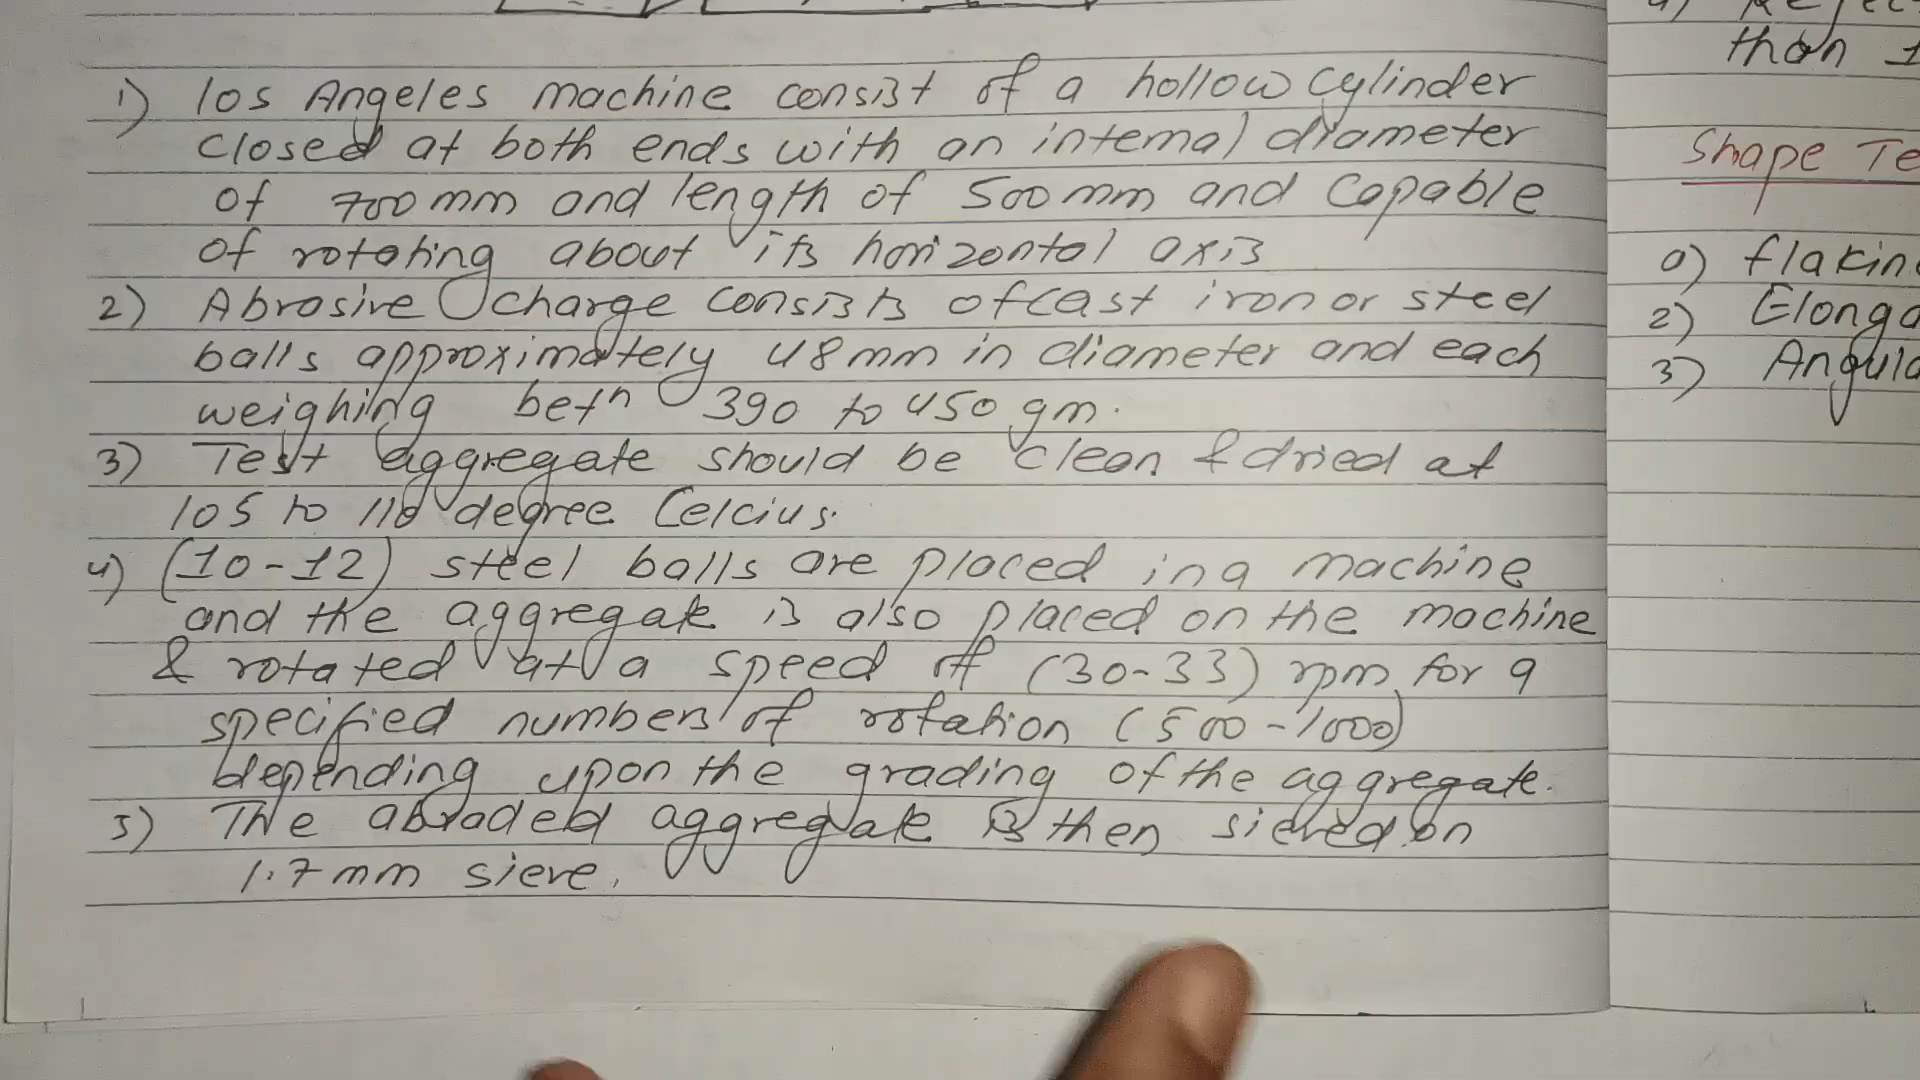 1) los Angeles machine consist of a hollow cylinder
closed at both ends with an internal diameter
of 700 mm and length of 500 mm and Capable
of rotating about its horizontal axis
2) Abrasive charge consists of cast iron or steel
balls approximately 48 mm in diameter and each
weighing betn 390 to 450 gm.
3) Test aggregate should be clean & dried at
105 to 110 degree Celcius.
4) (10-12) steel balls are placed in a machine
and the aggregate is also placed on the machine
& rotated at a speed of (30-33) rpm for a
specified numbers of rotation (500-1000)
depending upon the grading of the aggregate.
5) The abraded aggregate is then sieved on
1.7 mm sieve.
than 1
Shape Te
a) flakin
2) Elonga
3) Angula